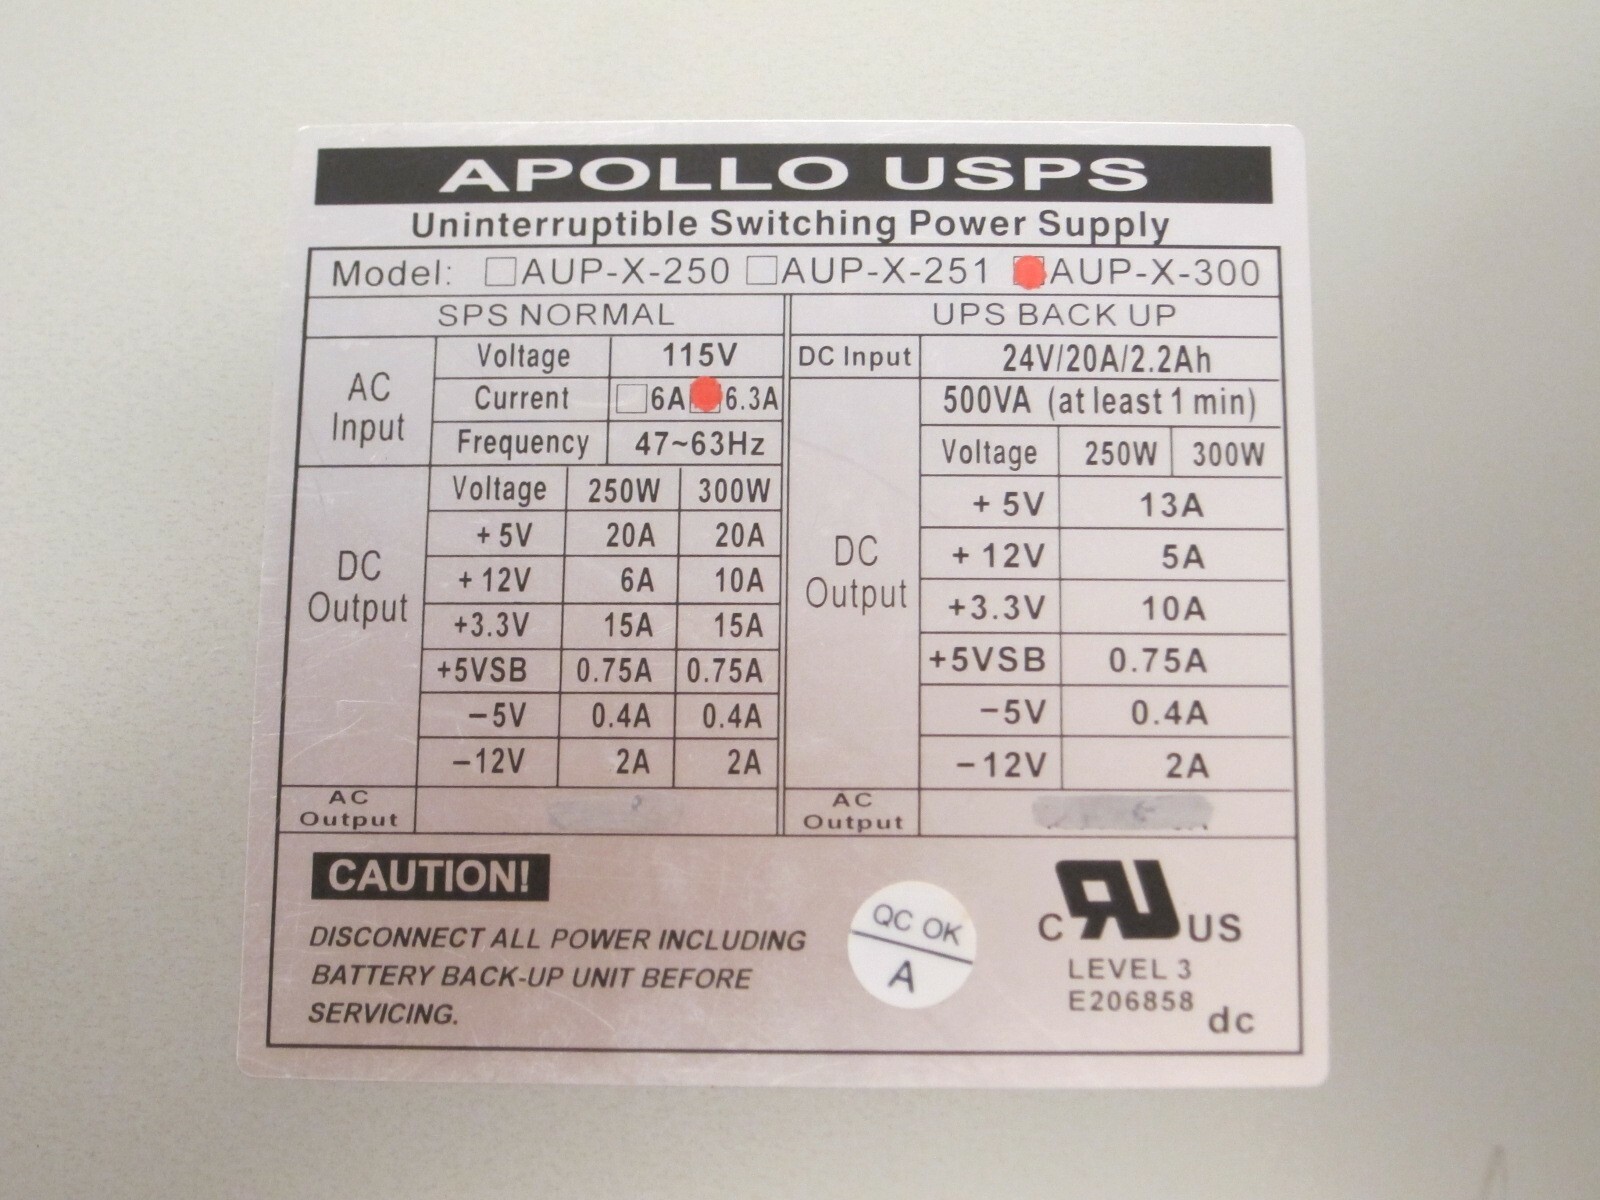 APOLLO USPS
Uninterruptible Switching Power Supply
Model: AUP-X-250 AUP-X-251 AUP-X-300
SPS NORMAL UPS BACK UP
AC Input
Voltage 115V
Current 6A 6.3A
Frequency 47~63Hz
DC Output
Voltage 250W 300W
+5V 20A 20A
+12V 6A 10A
+3.3V 15A 15A
+5VSB 0.75A 0.75A
−5V 0.4A 0.4A
−12V 2A 2A
AC Output
DC Input 24V/20A/2.2Ah
DC Output
500VA (at least 1 min)
Voltage 250W 300W
+5V 13A
+12V 5A
+3.3V 10A
+5VSB 0.75A
−5V 0.4A
−12V 2A
AC Output
CAUTION!
DISCONNECT ALL POWER INCLUDING
BATTERY BACK-UP UNIT BEFORE
SERVICING.
QC OK
A
C RU US
LEVEL 3
E206858
dc